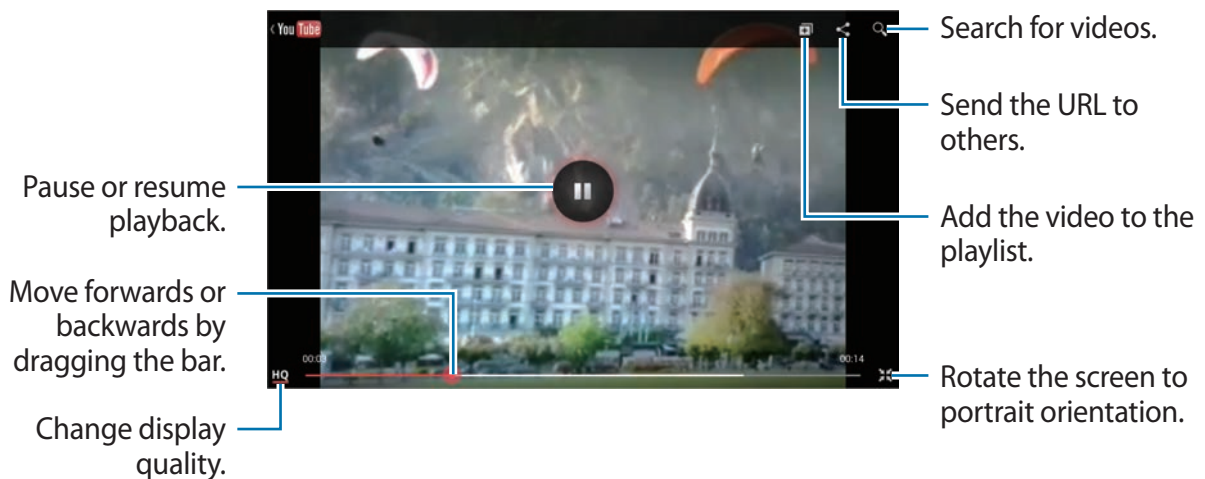 You Tube
Search for videos.
Send the URL to
others.
Pause or resume
playback.
Add the video to the
playlist.
Move forwards or
backwards by
dragging the bar.
00:03
00:14
HQ
Rotate the screen to
portrait orientation.
Change display
quality.